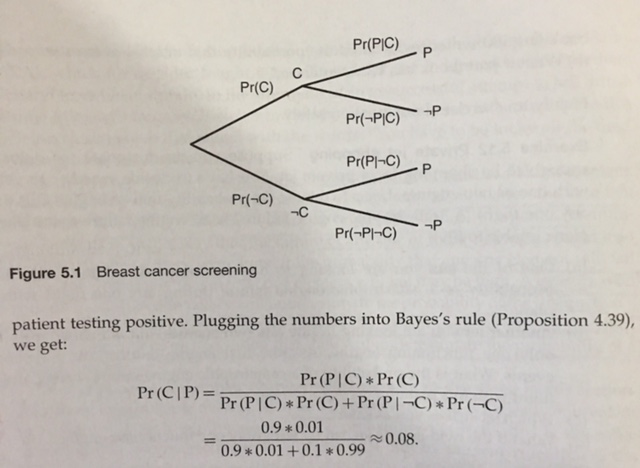 Pr(P|C)
P
C
Pr(C)
Pr(¬P|C)
¬P
Pr(P|¬C)
P
Pr(¬C)
¬C
Pr(¬P|¬C)
¬P
Figure 5.1 Breast cancer screening
patient testing positive. Plugging the numbers into Bayes's rule (Proposition 4.39),
we get:
Pr (P | C) * Pr (C)
Pr (C | P) =
Pr (P | C) * Pr (C) + Pr (P | ¬C) * Pr (¬C)
0.9 * 0.01
= ≈ 0.08.
0.9 * 0.01 + 0.1 * 0.99